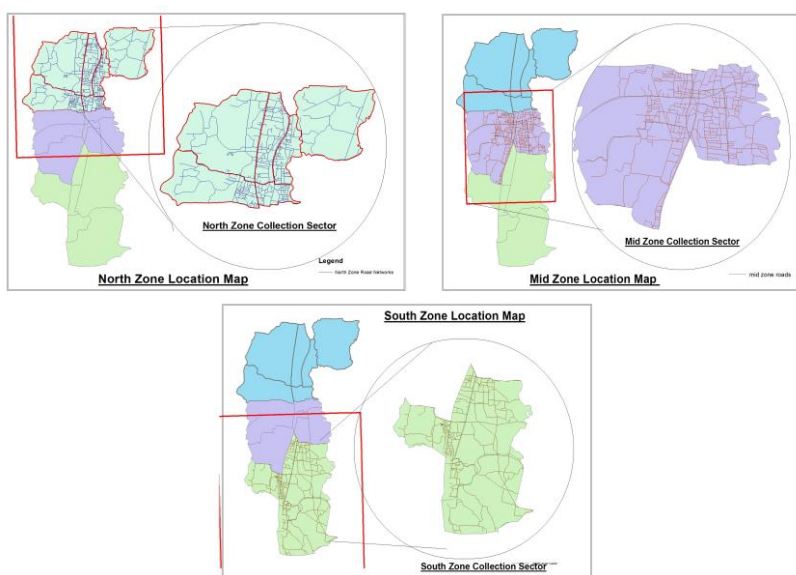 North Zone Collection Sector
Legend
North Zone Road Networks
North Zone Location Map
Mid Zone Collection Sector
mid zone roads
Mid Zone Location Map
South Zone Location Map
South Zone Collection Sector